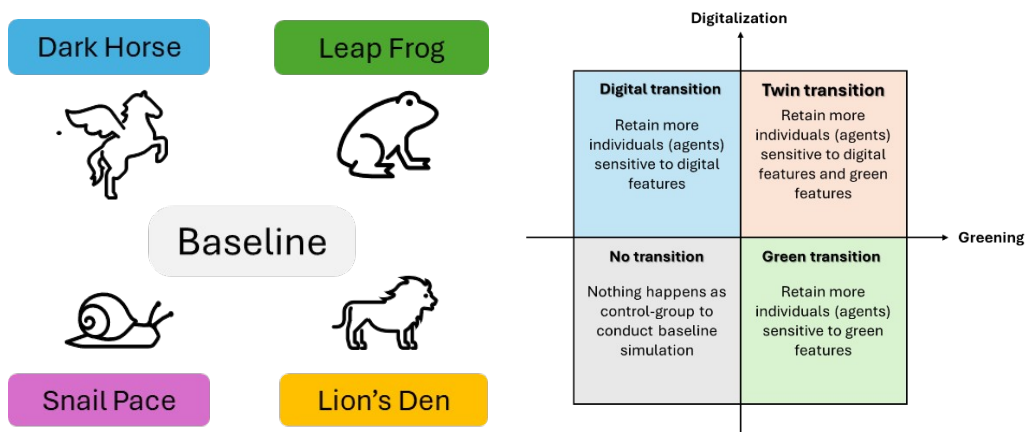 Dark Horse
Leap Frog
Baseline
Snail Pace
Lion's Den
Digitalization
Digital transition
Retain more
individuals (agents)
sensitive to digital
features
Twin transition
Retain more
individuals (agents)
sensitive to digital
features and green
features
Greening
No transition
Nothing happens as
control-group to
conduct baseline
simulation
Green transition
Retain more
individuals (agents)
sensitive to green
features